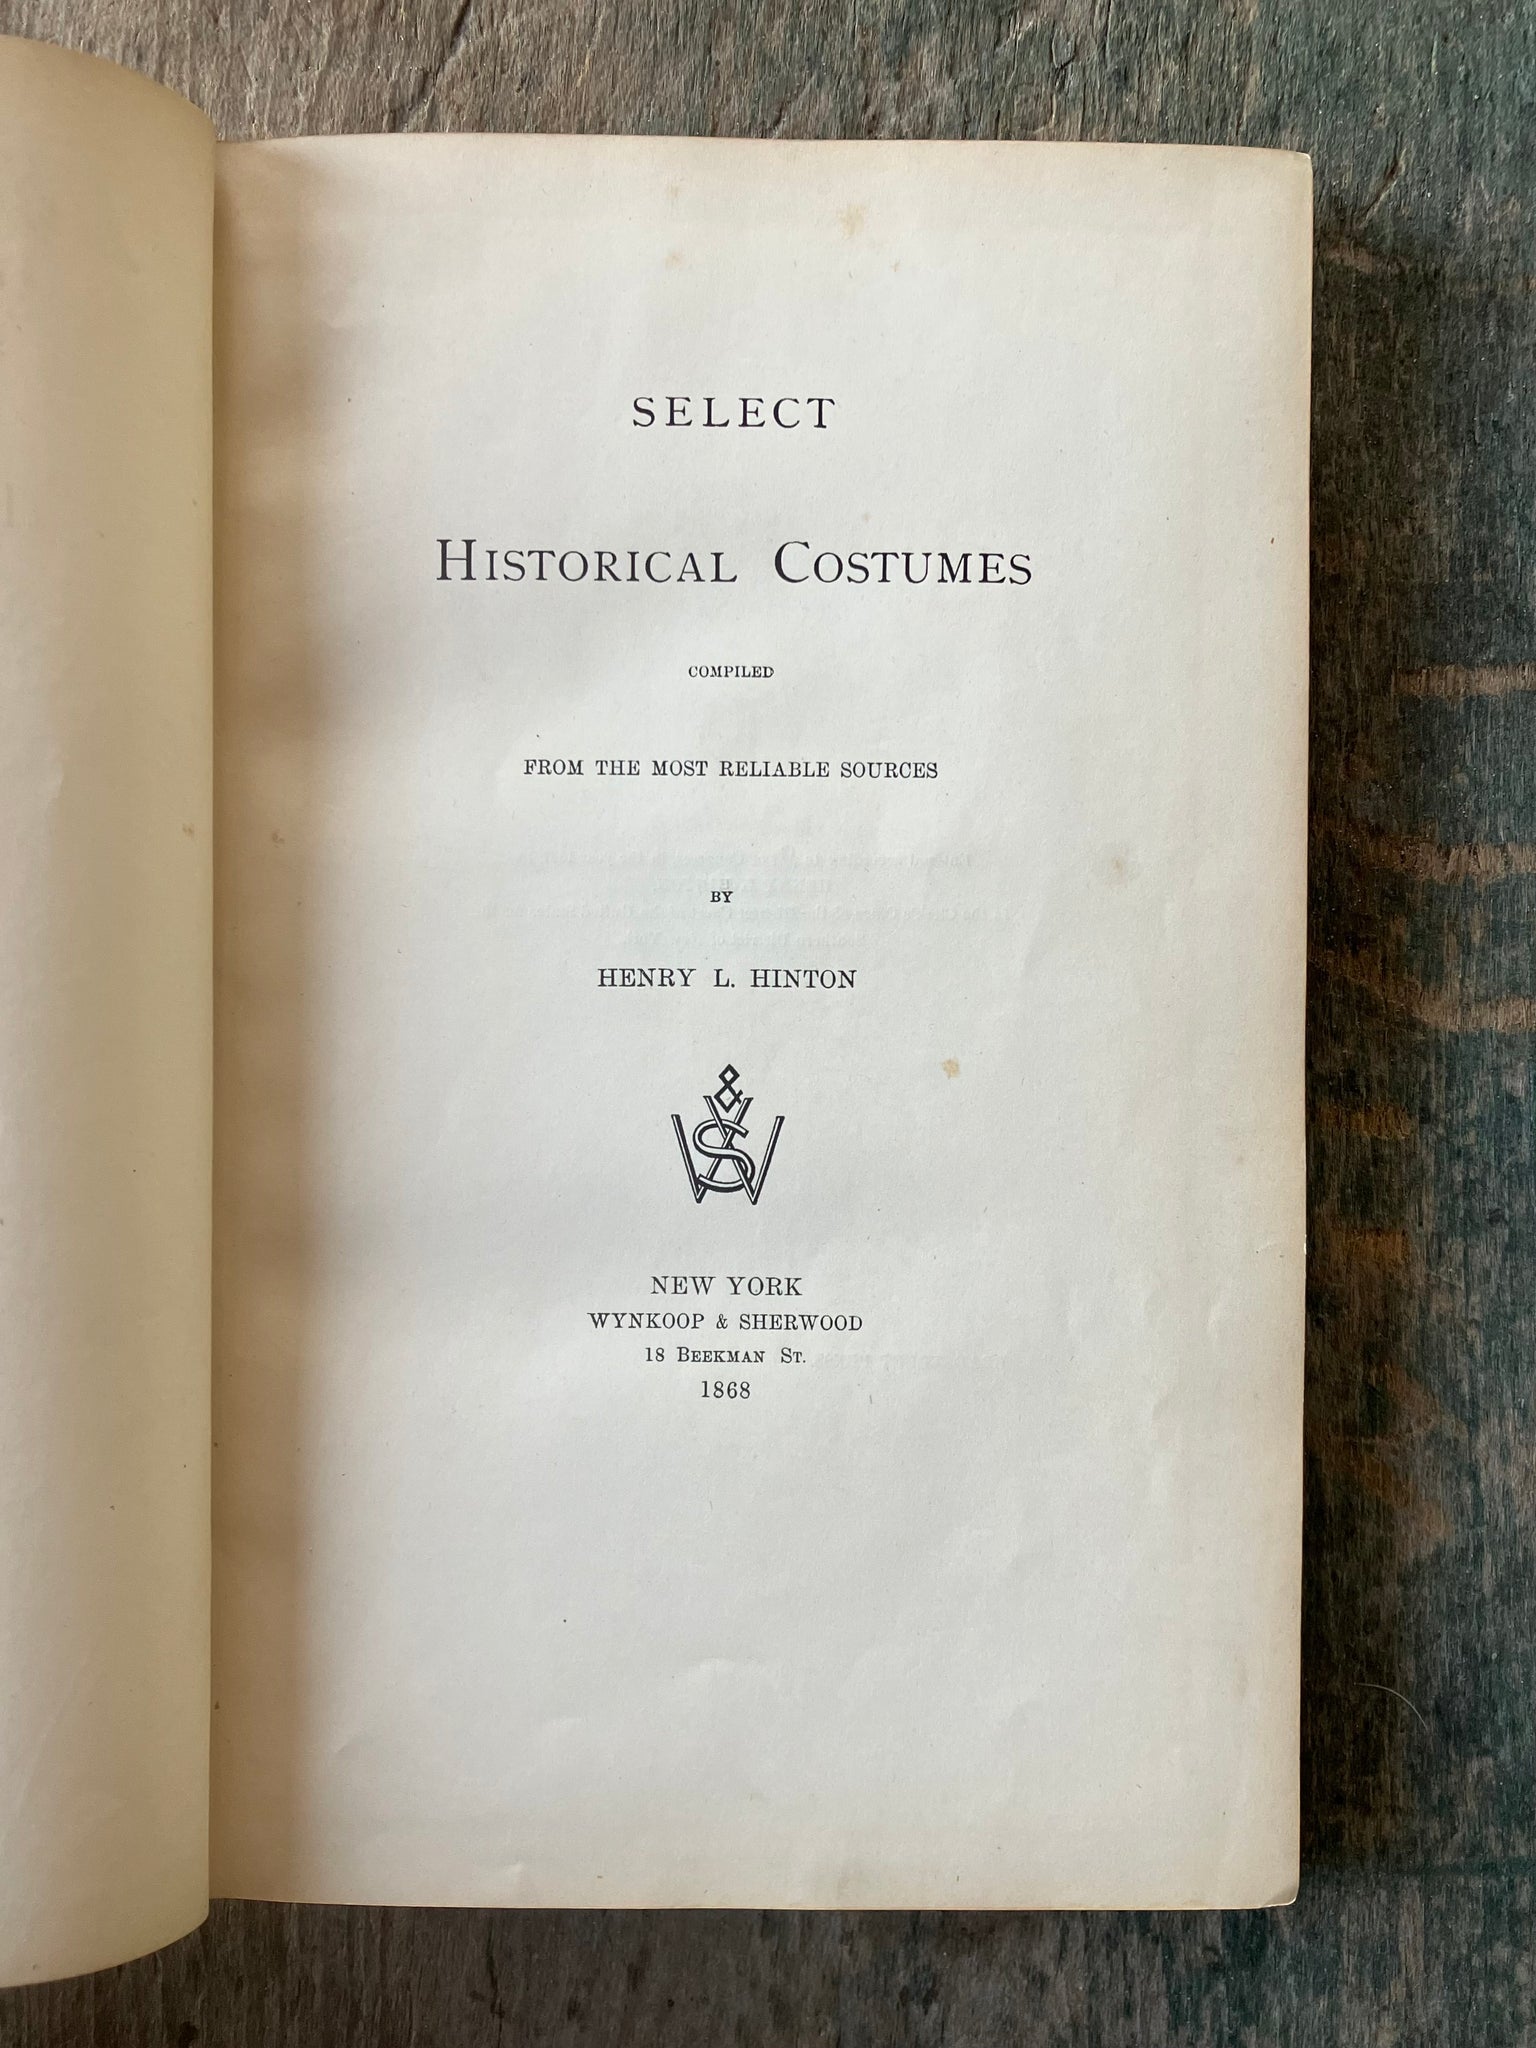 SELECT
HISTORICAL COSTUMES
COMPILED
FROM THE MOST RELIABLE SOURCES
BY
HENRY L. HINTON
W&S
NEW YORK
WYNKOOP & SHERWOOD
18 BEEKMAN ST.
1868